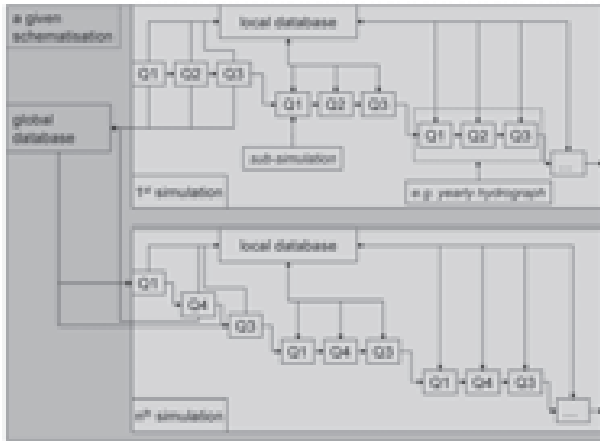 a given
schematisation
local database
Q1 Q2 Q3
Q1 Q2 Q3
global
database
Q1 Q2 Q3
sub-simulation
...
1st simulation
e.g. yearly hydrograph
local database
Q1
Q4
Q3
Q1 Q4 Q3
Q1 Q4 Q3
...
nth simulation